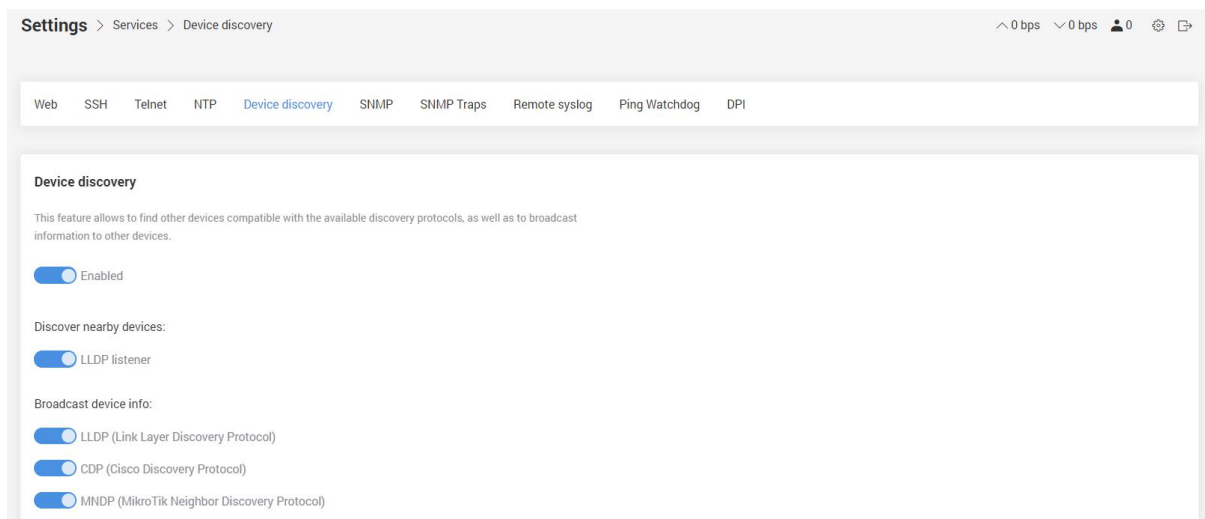 Settings > Services > Device discovery
0 bps 0 bps 0
Web SSH Telnet NTP Device discovery SNMP SNMP Traps Remote syslog Ping Watchdog DPI
Device discovery
This feature allows to find other devices compatible with the available discovery protocols, as well as to broadcast
information to other devices.
Enabled
Discover nearby devices:
LLDP listener
Broadcast device info:
LLDP (Link Layer Discovery Protocol)
CDP (Cisco Discovery Protocol)
MNDP (MikroTik Neighbor Discovery Protocol)